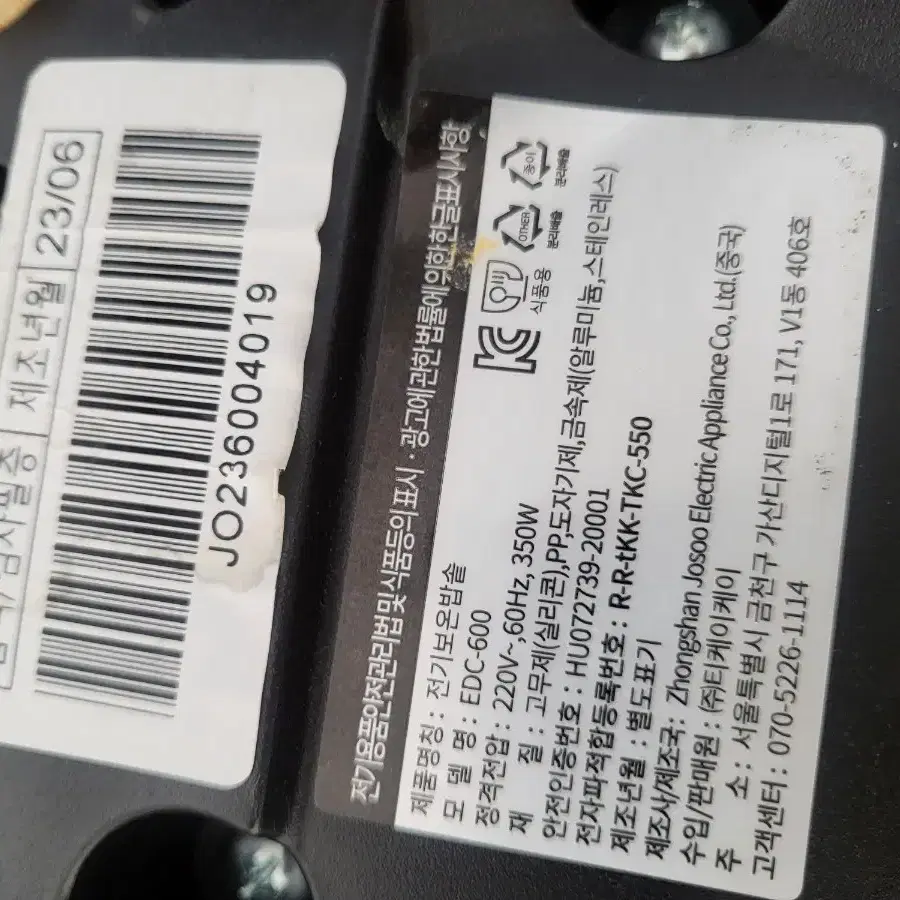 제조년월 23/06
JO236004019
전기용품안전관리법및식품등의표시·광고에관한법률에의한한글표시사항
제품명칭 : 전기보온밥솥
모 델 명 : EDC-600
정격전압 : 220V~,60Hz, 350W
재 질 : 고무제(실리콘),PP,도자기제,금속제(알루미늄,스테인레스)
안전인증번호 : HU072739-20001
전자파적합등록번호 : R-R-tKK-TKC-550
제조년월 : 별도표기
제조사/제조국 : Zhongshan Josoo Electric Appliance Co., Ltd.(중국)
수입/판매원 : (주)티케이케이
주 소 : 서울특별시 금천구 가산디지털1로 171, V1동 406호
고객센터 : 070-5226-1114
식품용
OTHER
분리배출
종이
분리배출